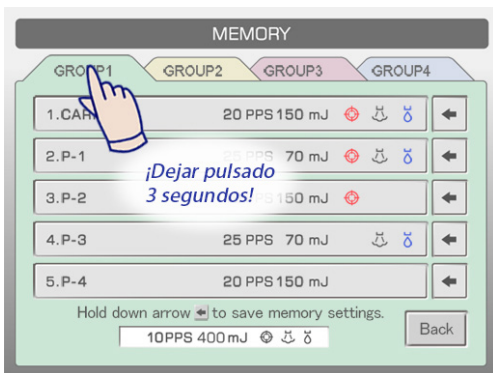 MEMORY
GROUP1 GROUP2 GROUP3 GROUP4
1.CAR 20 PPS 150 mJ
2.P-1 PPS 70 mJ
¡Dejar pulsado
3 segundos!
3.P-2 150 mJ
4.P-3 25 PPS 70 mJ
5.P-4 20 PPS 150 mJ
Hold down arrow to save memory settings.
10PPS 400mJ
Back